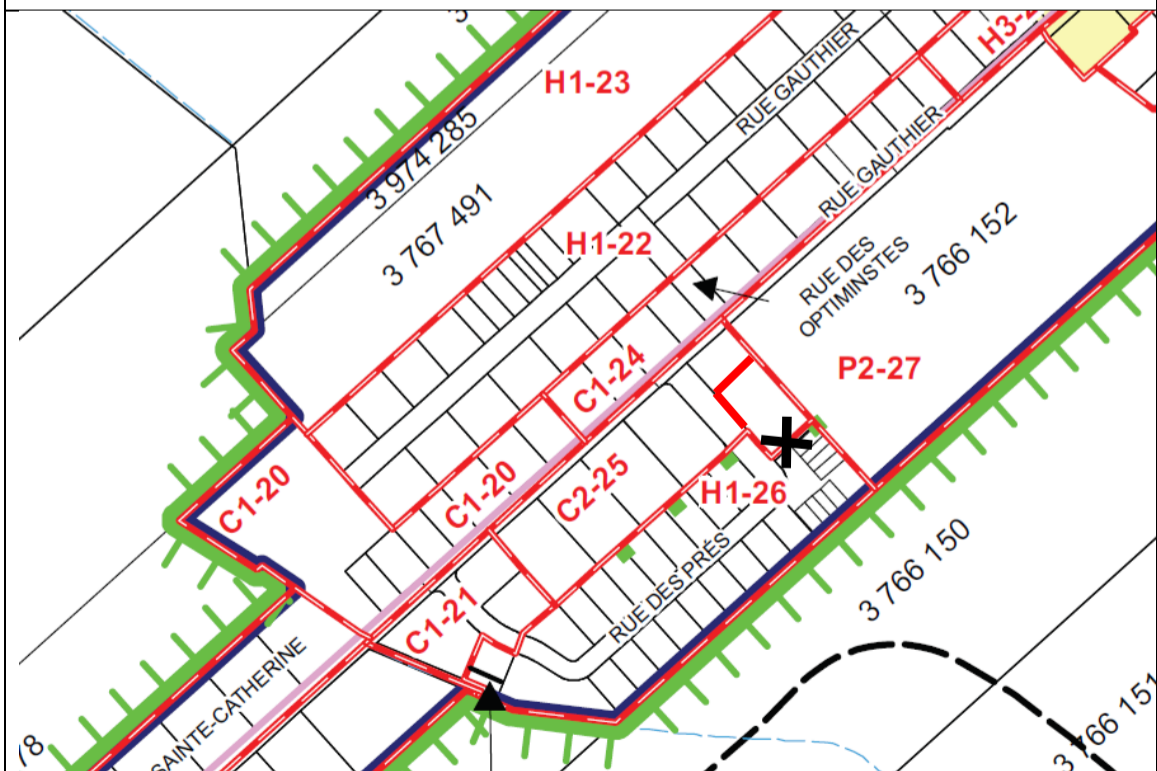 H1-23
RUE GAUTHIER
3 974 285
3 767 491
H1-22
RUE GAUTHIER
RUE DES
OPTIMINSTES
3 766 152
P2-27
C1-24
C1-20
C1-20
C2-25
H1-26
RUE DES PRÉS
3 766 150
C1-21
SAINTE-CATHERINE
78
3 766 151